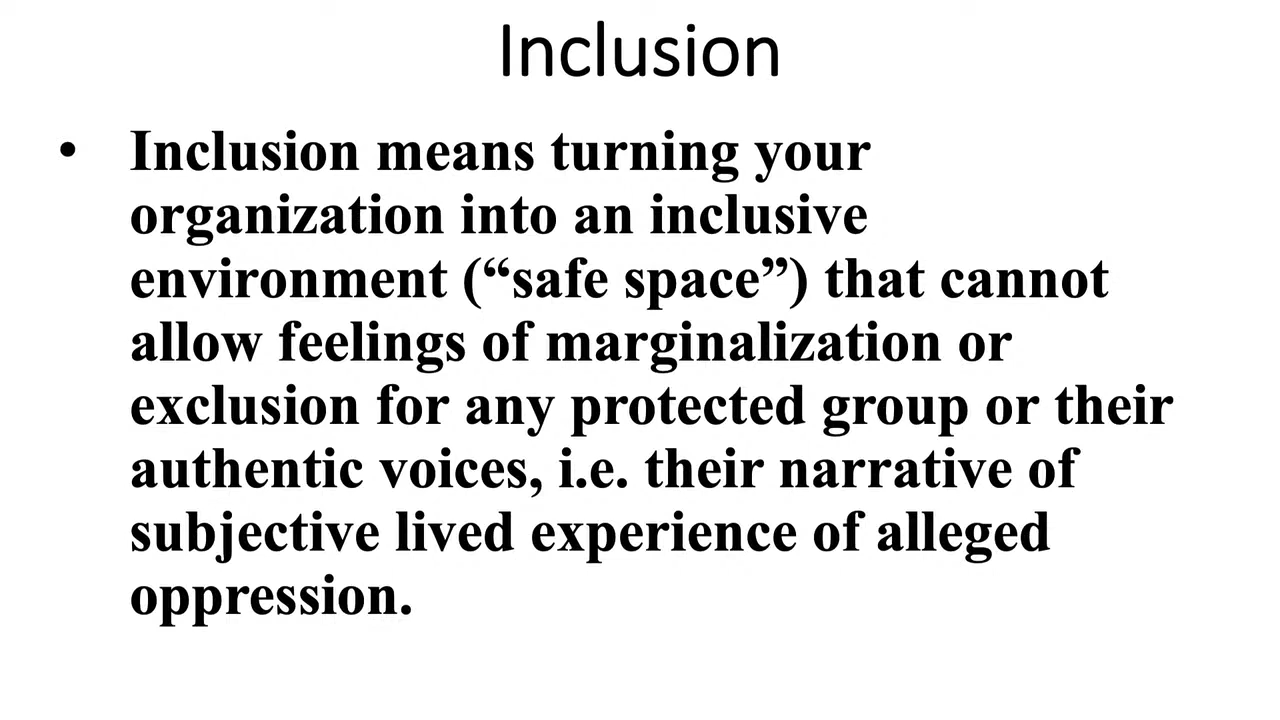 Inclusion
• Inclusion means turning your
organization into an inclusive
environment (“safe space”) that cannot
allow feelings of marginalization or
exclusion for any protected group or their
authentic voices, i.e. their narrative of
subjective lived experience of alleged
oppression.